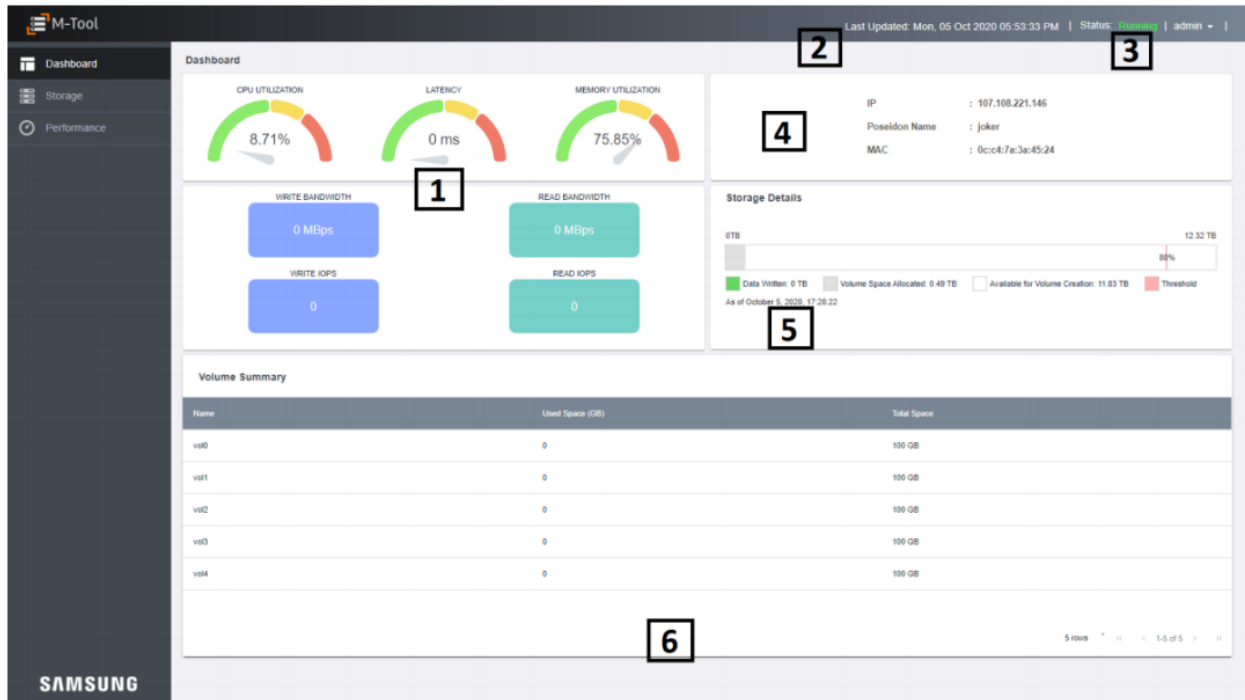 M-Tool
Last Updated: Mon, 05 Oct 2020 05:53:33 PM | Status: Running | admin |
2
3
Dashboard
Storage
Performance
Dashboard
CPU UTILIZATION
8.71%
LATENCY
0 ms
MEMORY UTILIZATION
75.85%
1
WRITE BANDWIDTH
0 MBps
READ BANDWIDTH
0 MBps
WRITE IOPS
0
READ IOPS
0
4
IP : 107.108.221.146
Poseidon Name : joker
MAC : 0c:c4:7a:3a:45:24
Storage Details
0TB 12.32 TB
80%
Data Written: 0 TB Volume Space Allocated: 0.49 TB Available for Volume Creation: 11.83 TB Threshold
As of October 5, 2020, 17:28:22
5
Volume Summary
Name Used Space (GB) Total Space
vol0 0 100 GB
vol1 0 100 GB
vol2 0 100 GB
vol3 0 100 GB
vol4 0 100 GB
5 rows 1-5 of 5
6
SAMSUNG